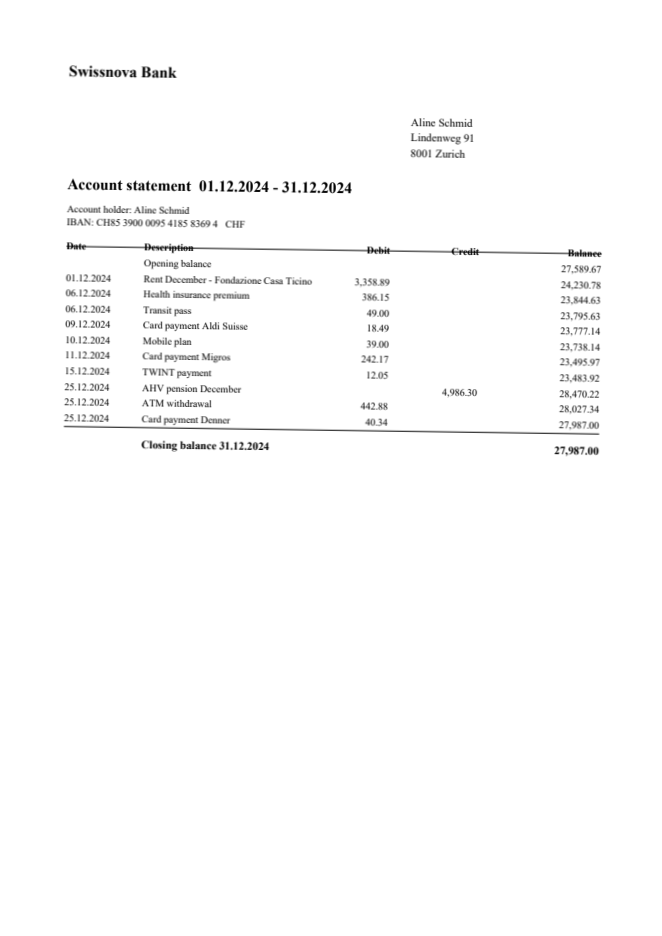 Swissnova Bank
Aline Schmid
Lindenweg 91
8001 Zurich
Account statement 01.12.2024 - 31.12.2024
Account holder: Aline Schmid
IBAN: CH85 3900 0095 4185 8369 4 CHF
Date Description Debit Credit Balance
Opening balance 27,589.67
01.12.2024 Rent December - Fondazione Casa Ticino 3,358.89 24,230.78
06.12.2024 Health insurance premium 386.15 23,844.63
06.12.2024 Transit pass 49.00 23,795.63
09.12.2024 Card payment Aldi Suisse 18.49 23,777.14
10.12.2024 Mobile plan 39.00 23,738.14
11.12.2024 Card payment Migros 242.17 23,495.97
15.12.2024 TWINT payment 12.05 23,483.92
25.12.2024 AHV pension December 4,986.30 28,470.22
25.12.2024 ATM withdrawal 442.88 28,027.34
25.12.2024 Card payment Denner 40.34 27,987.00
Closing balance 31.12.2024 27,987.00